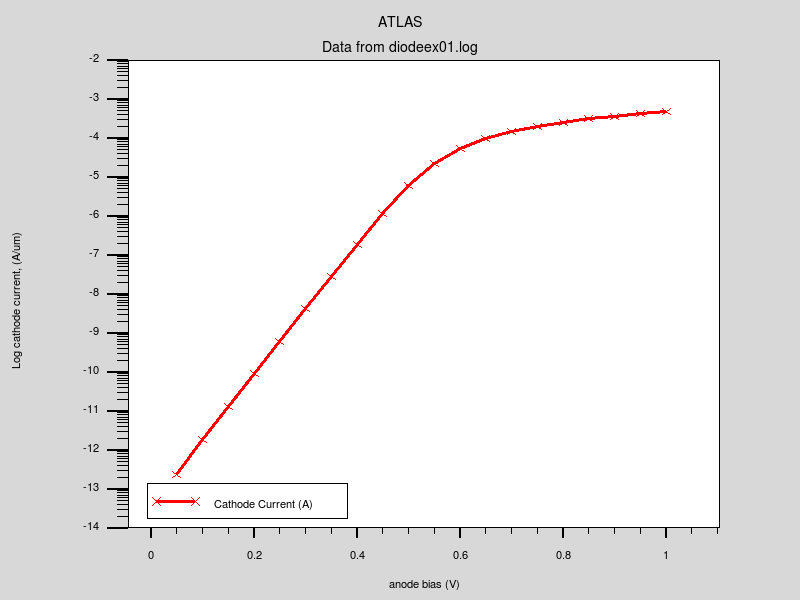 ATLAS
Data from diodeex01.log
Log cathode current, (A/um)
-2
-3
-4
-5
-6
-7
-8
-9
-10
-11
-12
-13
-14
Cathode Current (A)
0 0.2 0.4 0.6 0.8 1
anode bias (V)